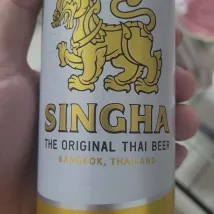 SINGHA
THE ORIGINAL THAI BEER
BANGKOK, THAILAND